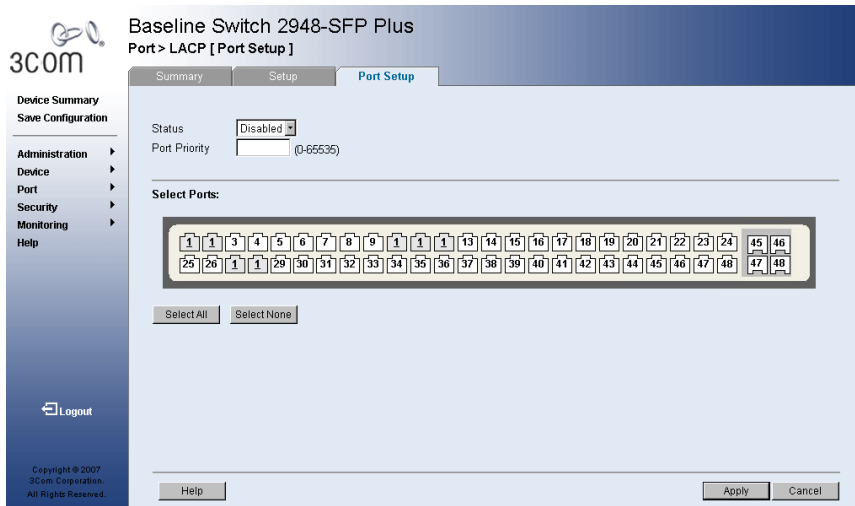 3COM
Baseline Switch 2948-SFP Plus
Port > LACP [ Port Setup ]
Summary Setup Port Setup
Device Summary
Save Configuration
Administration
Device
Port
Security
Monitoring
Help
Logout
Copyright © 2007
3Com Corporation.
All Rights Reserved.
Status Disabled
Port Priority (0-65535)
Select Ports:
1 1 3 4 5 6 7 8 9 1 1 1 13 14 15 16 17 18 19 20 21 22 23 24 45 46
25 26 1 1 29 30 31 32 33 34 35 36 37 38 39 40 41 42 43 44 45 46 47 48 47 48
Select All Select None
Help Apply Cancel